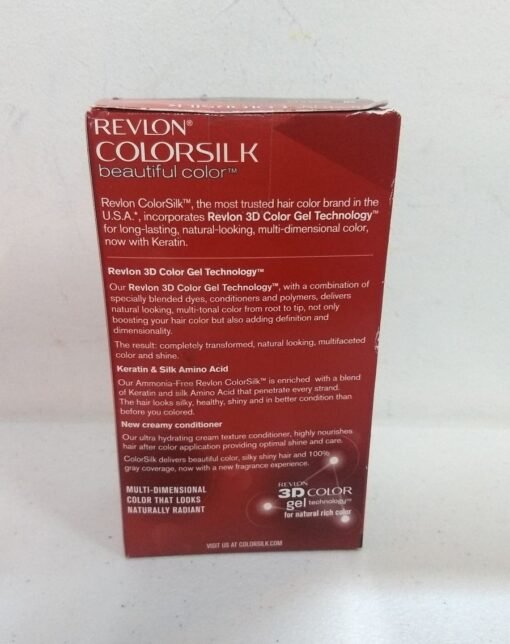 REVLON®
COLORSILK
beautiful color™
Revlon ColorSilk™, the most trusted hair color brand in the
U.S.A.*, incorporates Revlon 3D Color Gel Technology™
for long-lasting, natural-looking, multi-dimensional color,
now with Keratin.
Revlon 3D Color Gel Technology™
Our Revlon 3D Color Gel Technology™, with a combination of
specially blended dyes, conditioners and polymers, delivers
natural looking, multi-tonal color from root to tip, not only
boosting your hair color but also adding definition and
dimensionality.
The result: completely transformed, natural looking, multifaceted
color and shine.
Keratin & Silk Amino Acid
Our Ammonia-Free Revlon ColorSilk™ is enriched with a blend
of Keratin and silk Amino Acid that penetrate every strand.
The hair looks silky, healthy, shiny and in better condition than
before you colored.
New creamy conditioner
Our ultra hydrating cream texture conditioner, highly nourishes
hair after color application providing optimal shine and care.
ColorSilk delivers beautiful color, silky shiny hair and 100%
gray coverage, now with a new fragrance experience.
MULTI-DIMENSIONAL
COLOR THAT LOOKS
NATURALLY RADIANT
REVLON
3D COLOR
gel technology™
for natural rich color
VISIT US AT COLORSILK.COM